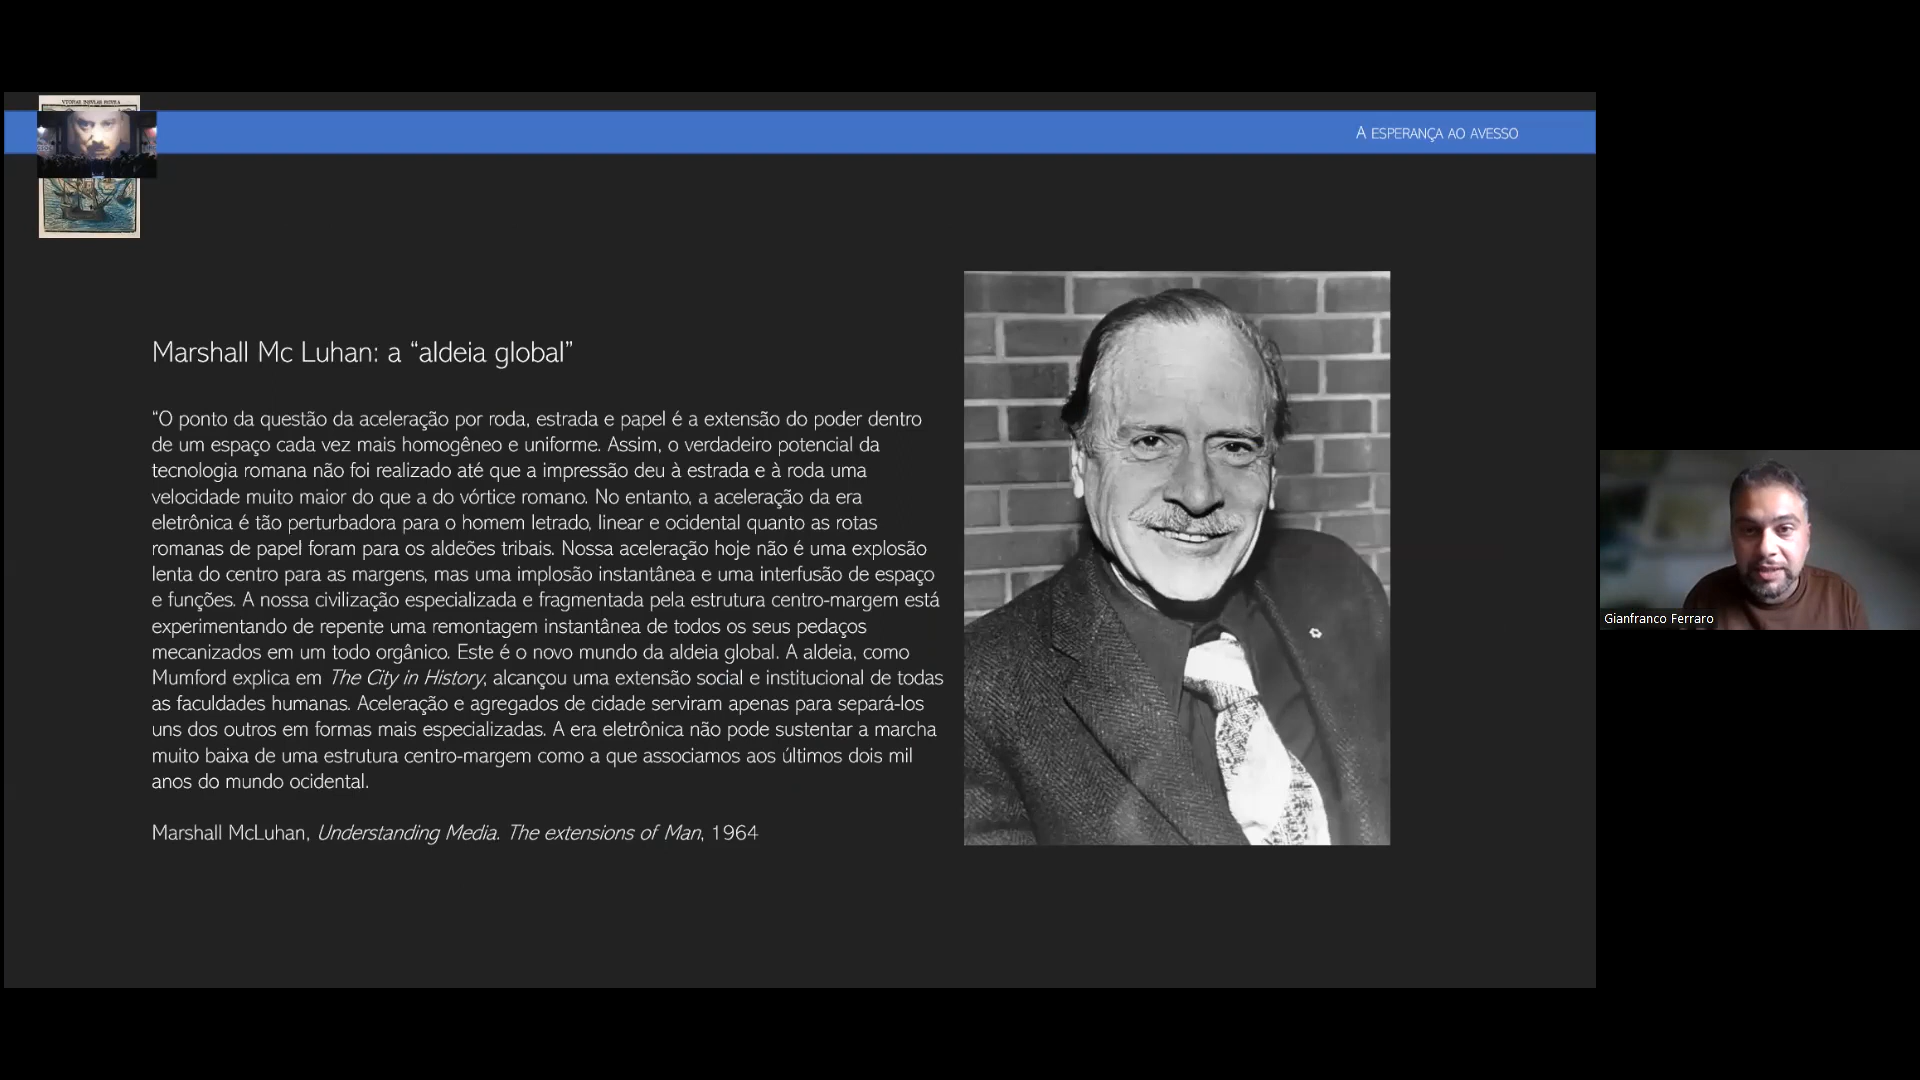 VTOPIAE INSVLAE FIGVRA
A ESPERANÇA AO AVESSO
Marshall Mc Luhan: a “aldeia global”
“O ponto da questão da aceleração por roda, estrada e papel é a extensão do poder dentro
de um espaço cada vez mais homogêneo e uniforme. Assim, o verdadeiro potencial da
tecnologia romana não foi realizado até que a impressão deu à estrada e à roda uma
velocidade muito maior do que a do vórtice romano. No entanto, a aceleração da era
eletrônica é tão perturbadora para o homem letrado, linear e ocidental quanto as rotas
romanas de papel foram para os aldeões tribais. Nossa aceleração hoje não é uma explosão
lenta do centro para as margens, mas uma implosão instantânea e uma interfusão de espaço
e funções. A nossa civilização especializada e fragmentada pela estrutura centro-margem está
experimentando de repente uma remontagem instantânea de todos os seus pedaços
mecanizados em um todo orgânico. Este é o novo mundo da aldeia global. A aldeia, como
Mumford explica em The City in History, alcançou uma extensão social e institucional de todas
as faculdades humanas. Aceleração e agregados de cidade serviram apenas para separá-los
uns dos outros em formas mais especializadas. A era eletrônica não pode sustentar a marcha
muito baixa de uma estrutura centro-margem como a que associamos aos últimos dois mil
anos do mundo ocidental.
Marshall McLuhan, Understanding Media. The extensions of Man, 1964
Gianfranco Ferraro